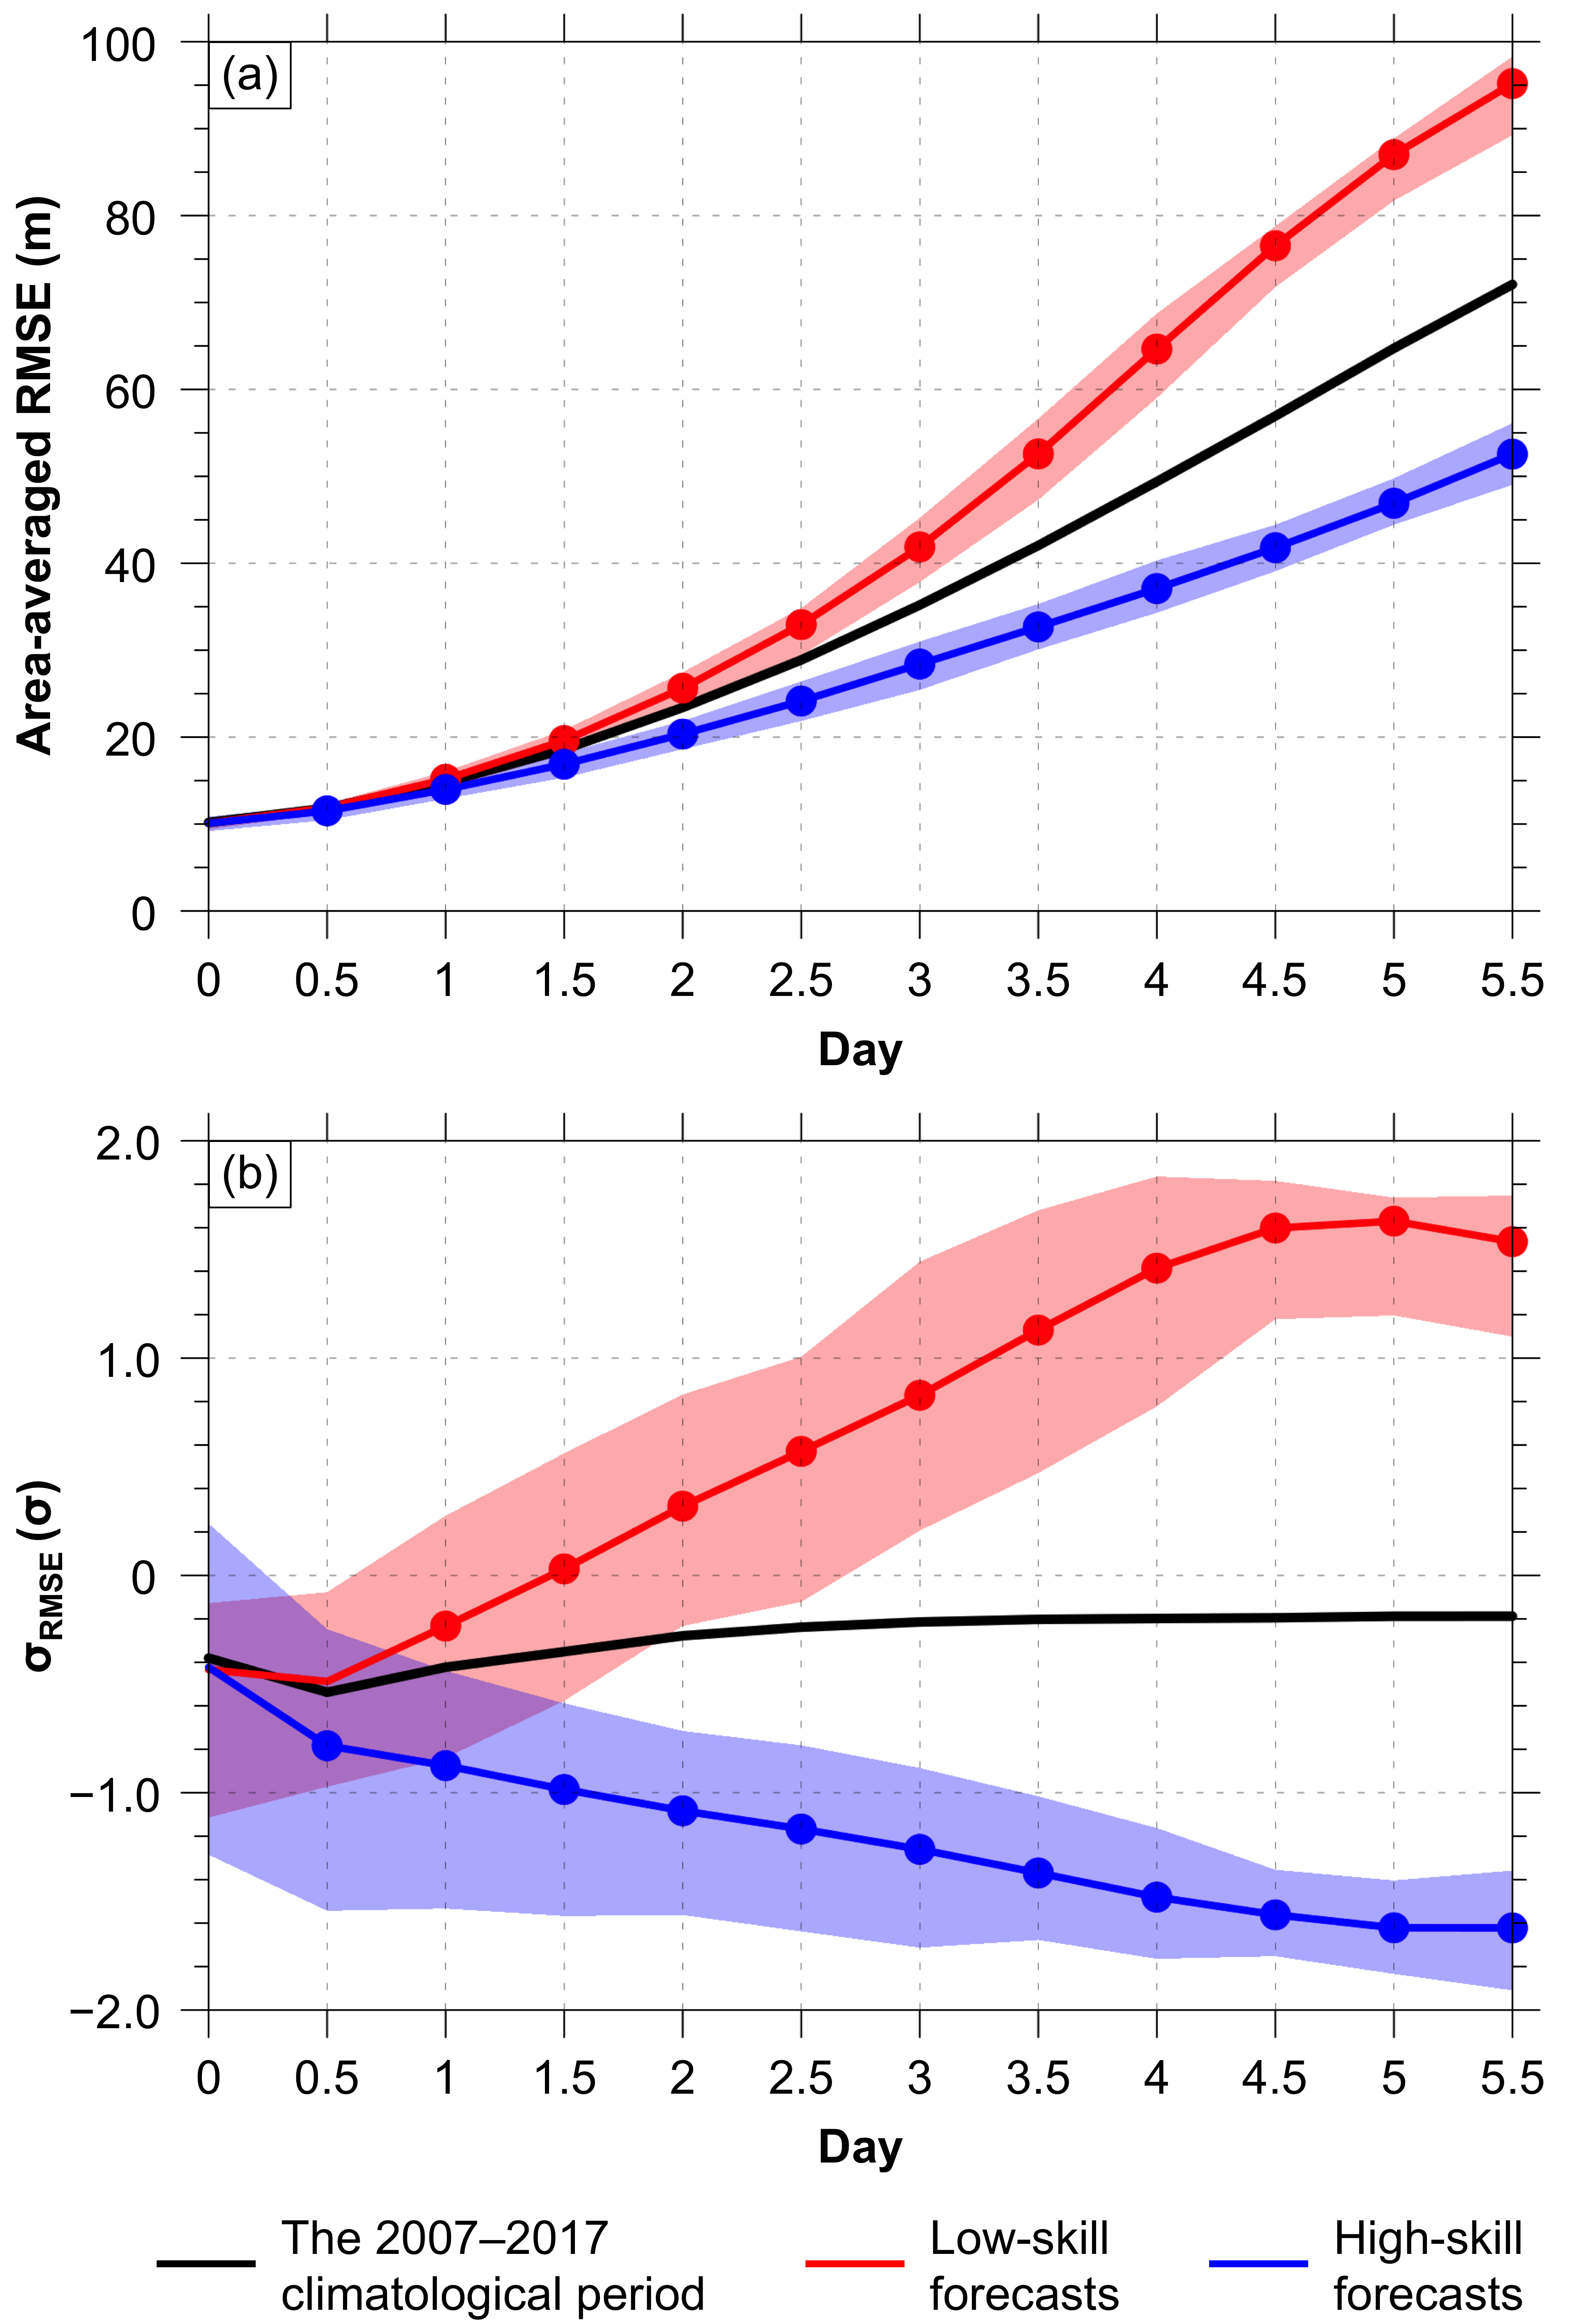 100
(a)
80
60
40
20
0
Area-averaged RMSE (m)
0 0.5 1 1.5 2 2.5 3 3.5 4 4.5 5 5.5
Day
2.0
(b)
1.0
0
−1.0
−2.0
σRMSE (σ)
0 0.5 1 1.5 2 2.5 3 3.5 4 4.5 5 5.5
Day
The 2007–2017
climatological period
Low-skill
forecasts
High-skill
forecasts